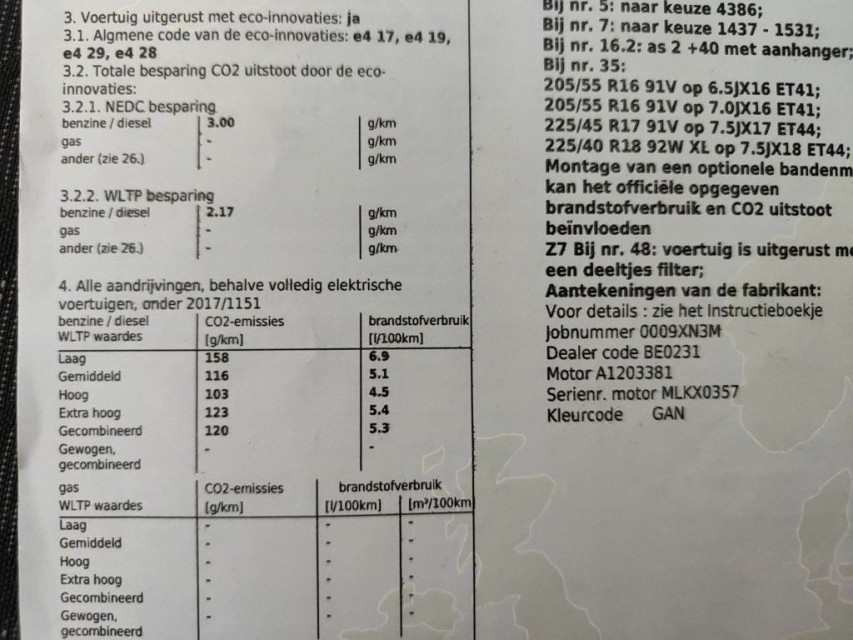 3. Voertuig uitgerust met eco-innovaties: ja
3.1. Algmene code van de eco-innovaties: e4 17, e4 19,
e4 29, e4 28
3.2. Totale besparing CO2 uitstoot door de eco-
innovaties:
3.2.1. NEDC besparing
benzine / diesel 3.00 g/km
gas - g/km
ander (zie 26.) - g/km
3.2.2. WLTP besparing
benzine / diesel 2.17 g/km
gas - g/km
ander (zie 26.) - g/km
4. Alle aandrijvingen, behalve volledig elektrische
voertuigen, onder 2017/1151
benzine / diesel CO2-emissies brandstofverbruik
WLTP waardes [g/km] [l/100km]
Laag 158 6.9
Gemiddeld 116 5.1
Hoog 103 4.5
Extra hoog 123 5.4
Gecombineerd 120 5.3
Gewogen, - -
gecombineerd
gas CO2-emissies brandstofverbruik
WLTP waardes [g/km] [l/100km] [m³/100km]
Laag - - -
Gemiddeld - - -
Hoog - - -
Extra hoog - - -
Gecombineerd - - -
Gewogen, - - -
gecombineerd
Bij nr. 5: naar keuze 4386;
Bij nr. 7: naar keuze 1437 - 1531;
Bij nr. 16.2: as 2 +40 met aanhanger;
Bij nr. 35:
205/55 R16 91V op 6.5JX16 ET41;
205/55 R16 91V op 7.0JX16 ET41;
225/45 R17 91V op 7.5JX17 ET44;
225/40 R18 92W XL op 7.5JX18 ET44;
Montage van een optionele bandenm
kan het officiële opgegeven
brandstofverbruik en CO2 uitstoot
beïnvloeden
Z7 Bij nr. 48: voertuig is uitgerust me
een deeltjes filter;
Aantekeningen van de fabrikant:
Voor details : zie het Instructieboekje
Jobnummer 0009XN3M
Dealer code BE0231
Motor A1203381
Serienr. motor MLKX0357
Kleurcode GAN